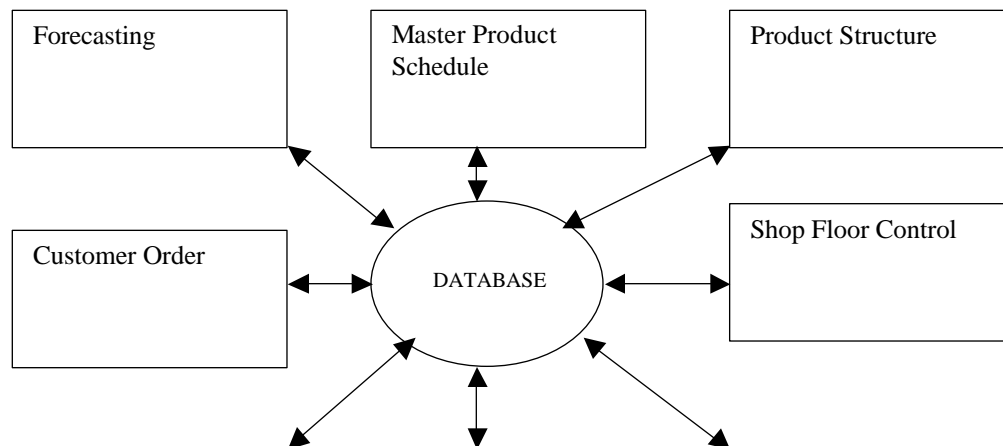 Forecasting
Master Product
Schedule
Product Structure
Customer Order
DATABASE
Shop Floor Control